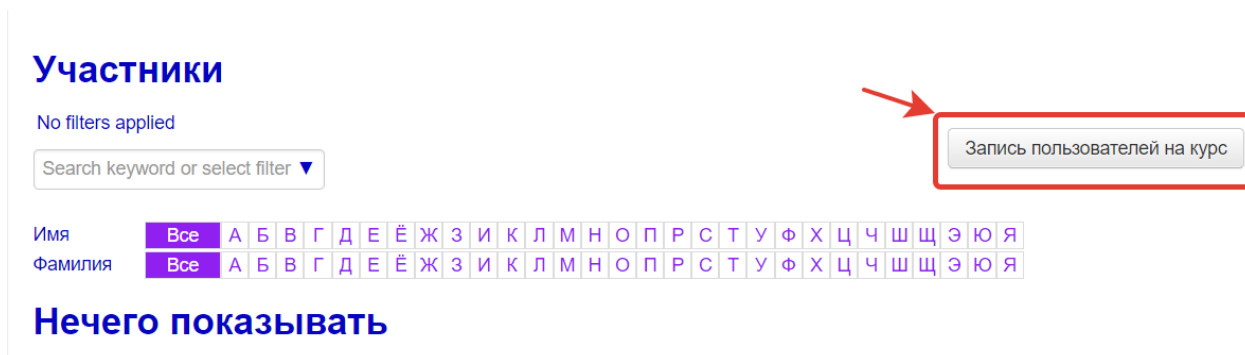 Участники
No filters applied
Search keyword or select filter ▼
Запись пользователей на курс
Имя Все А Б В Г Д Е Ё Ж З И К Л М Н О П Р С Т У Ф Х Ц Ч Ш Щ Э Ю Я
Фамилия Все А Б В Г Д Е Ё Ж З И К Л М Н О П Р С Т У Ф Х Ц Ч Ш Щ Э Ю Я
Нечего показывать